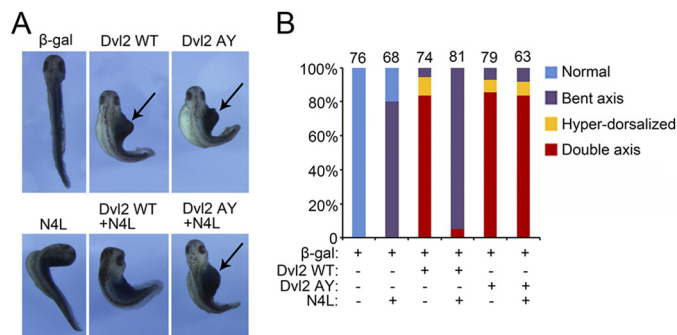 A
β-gal
Dvl2 WT
Dvl2 AY
N4L
Dvl2 WT
+N4L
Dvl2 AY
+N4L
B
76 68 74 81 79 63
100%
80%
60%
40%
20%
0
Normal
Bent axis
Hyper-dorsalized
Double axis
β-gal: + + + + + +
Dvl2 WT: - - + + - -
Dvl2 AY: - - - - + +
N4L: - + - + - +